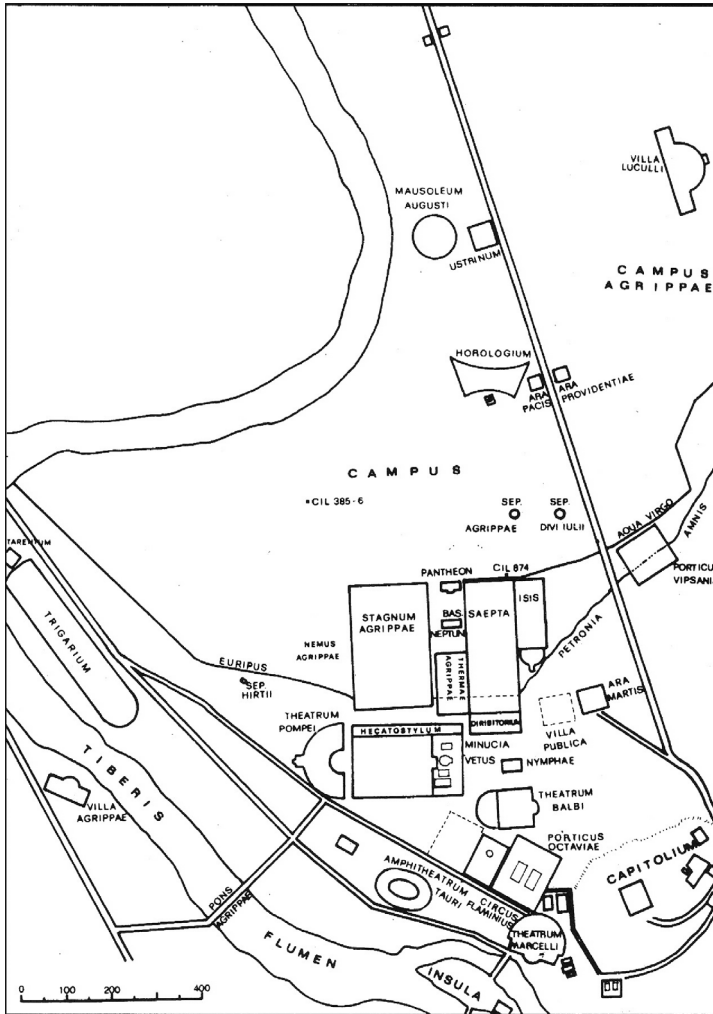 VILLA
LUCULLI
MAUSOLEUM
AUGUSTI
USTRINUM
CAMPUS
AGRIPPAE
HOROLOGIUM
ARA
PACIS
ARA
PROVIDENTIAE
CAMPUS
CIL 385-6
SEP.
AGRIPPAE
SEP.
DIVI IULII
AQUA VIRGO
AMNIS
TARENTUM
PORTICU
VIPSANI
PANTHEON
CIL 874
ISIS
TRIGARIUM
STAGNUM
AGRIPPAE
BAS.
NEPTUNI
SAEPTA
PETRONIA
NEMUS
AGRIPPAE
THERMAE
AGRIPPAE
EURIPUS
SEP.
HIRTII
ARA
MARTIS
THEATRUM
POMPEI
DIRIBITORIUM
HECATOSTYLUM
VILLA
PUBLICA
MINUCIA
VETUS
NYMPHAE
TIBERIS
VILLA
AGRIPPAE
THEATRUM
BALBI
PORTICUS
OCTAVIAE
CAPITOLIUM
AMPHITHEATRUM
TAURI
CIRCUS
FLAMINIUS
PONS
AGRIPPAE
THEATRUM
MARCELLI
FLUMEN
INSULA
0 100 200 400